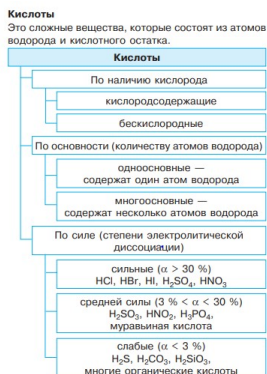 Кислоты
Это сложные вещества, которые состоят из атомов
водорода и кислотного остатка.
Кислоты
По наличию кислорода
кислородсодержащие
бескислородные
По основности (количеству атомов водорода)
одноосновные —
содержат один атом водорода
многоосновные —
содержат несколько атомов водорода
По силе (степени электролитической
диссоциации)
сильные (α > 30 %)
HCl, HBr, HI, H₂SO₄, HNO₃
средней силы (3 % < α < 30 %)
H₂SO₃, HNO₂, H₃PO₄,
муравьиная кислота
слабые (α < 3 %)
H₂S, H₂CO₃, H₂SiO₃,
многие органические кислоты